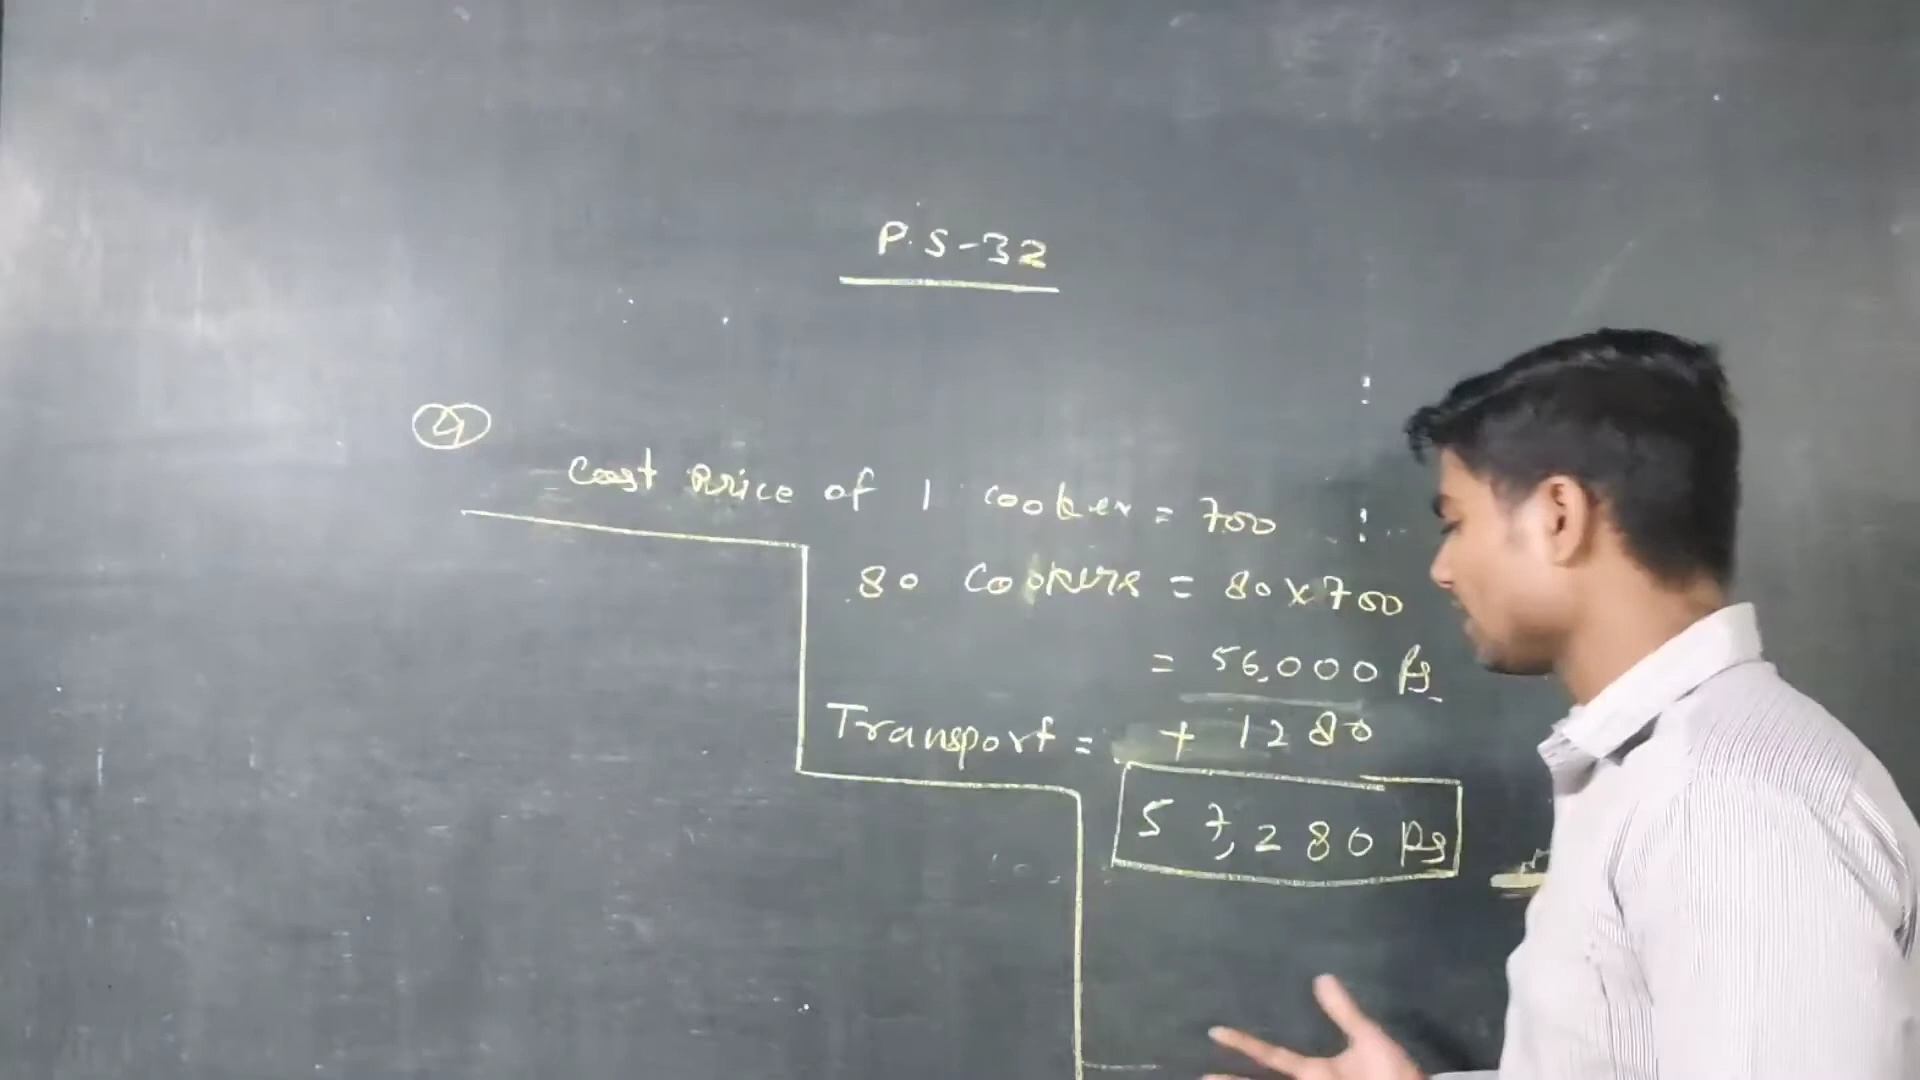 P.S-32
4
Cost Price of 1 cooker = 700
80 Cookers = 80x700
= 56,000 Rs
Transport = + 1280
57,280 Rs